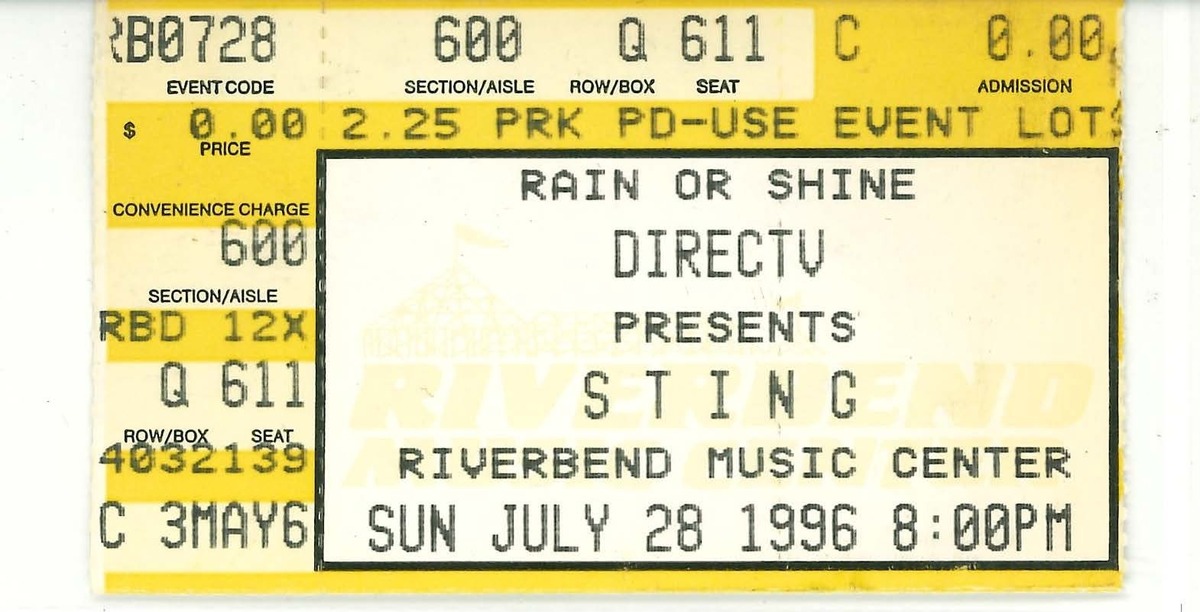 RB0728 600 Q 611 C 0.00
EVENT CODE SECTION/AISLE ROW/BOX SEAT ADMISSION
$ 0.00 2.25 PRK PD-USE EVENT LOT$
PRICE
CONVENIENCE CHARGE
600
SECTION/AISLE
RBD 12X
Q 611
ROW/BOX SEAT
4032139
C 3MAY6
RAIN OR SHINE
DIRECTV
PRESENTS
S T I N G
RIVERBEND
RIVERBEND MUSIC CENTER
SUN JULY 28 1996 8:00PM